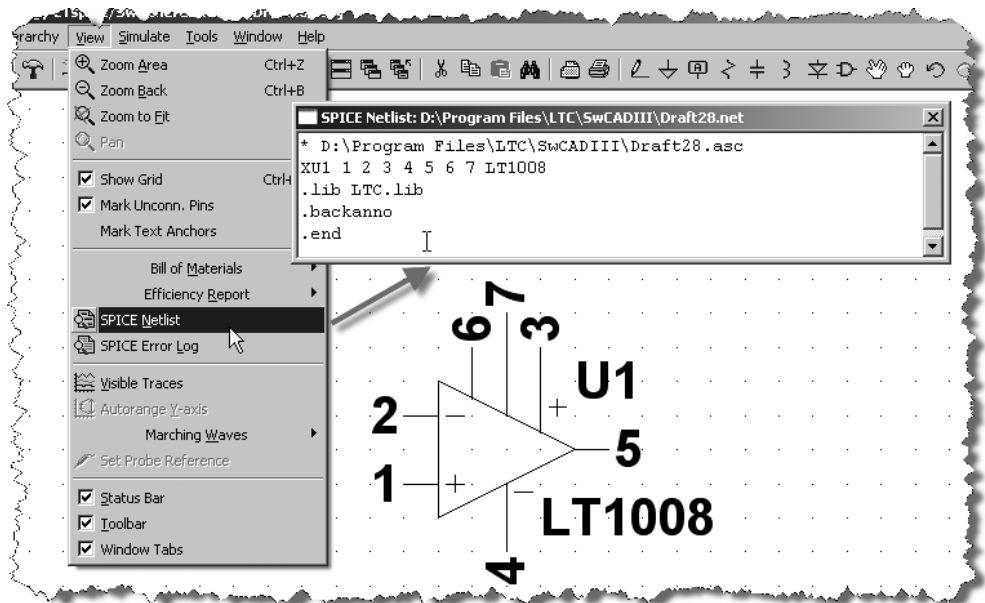 View Simulate Tools Window Help
Zoom Area Ctrl+Z
Zoom Back Ctrl+B
Zoom to Fit
Pan
Show Grid
Mark Unconn. Pins
Mark Text Anchors
Bill of Materials
Efficiency Report
SPICE Netlist
SPICE Error Log
Visible Traces
Autorange Y-axis
Marching Waves
Set Probe Reference
Status Bar
Toolbar
Window Tabs
SPICE Netlist: D:\Program Files\LTC\SwCADIII\Draft28.net
* D:\Program Files\LTC\SwCADIII\Draft28.asc
XU1 1 2 3 4 5 6 7 LT1008
.lib LTC.lib
.backanno
.end
7
6 3
U1
2
5
1
LT1008
4